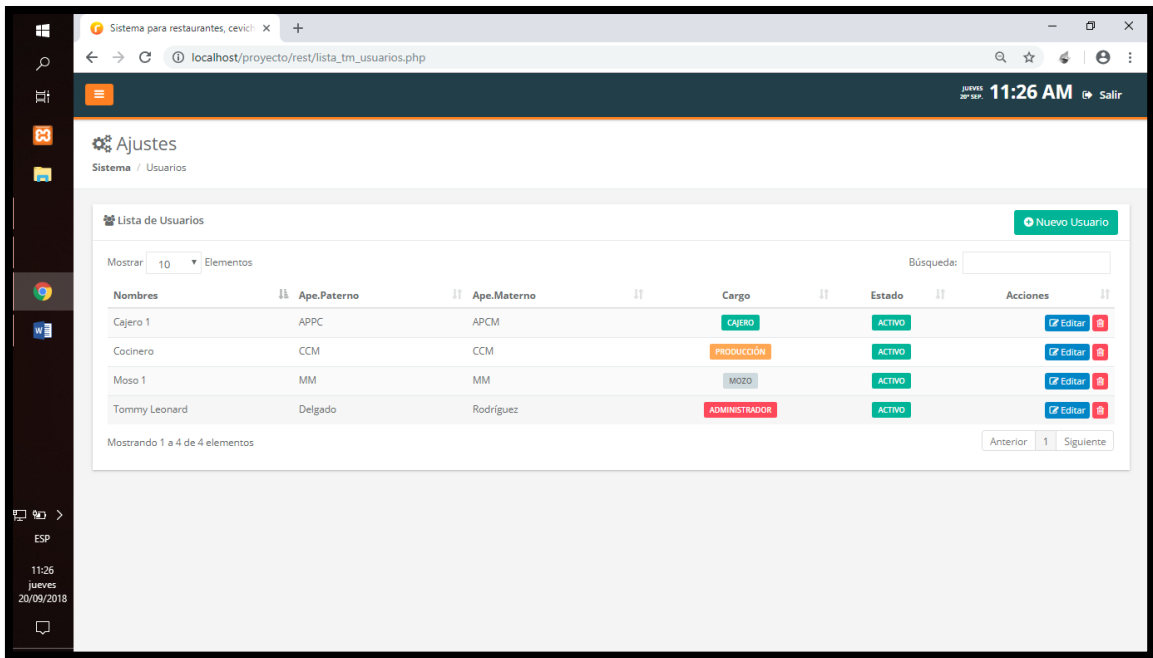 Sistema para restaurantes, cevich
localhost/proyecto/rest/lista_tm_usuarios.php
JUEVES 20º SEP. 11:26 AM Salir
Ajustes
Sistema / Usuarios
Lista de Usuarios Nuevo Usuario
Mostrar 10 Elementos Búsqueda:
Nombres Ape.Paterno Ape.Materno Cargo Estado Acciones
Cajero 1 APPC APCM CAJERO ACTIVO Editar
Cocinero CCM CCM PRODUCCIÓN ACTIVO Editar
Moso 1 MM MM MOZO ACTIVO Editar
Tommy Leonard Delgado Rodríguez ADMINISTRADOR ACTIVO Editar
Mostrando 1 a 4 de 4 elementos Anterior 1 Siguiente
ESP
11:26
jueves
20/09/2018